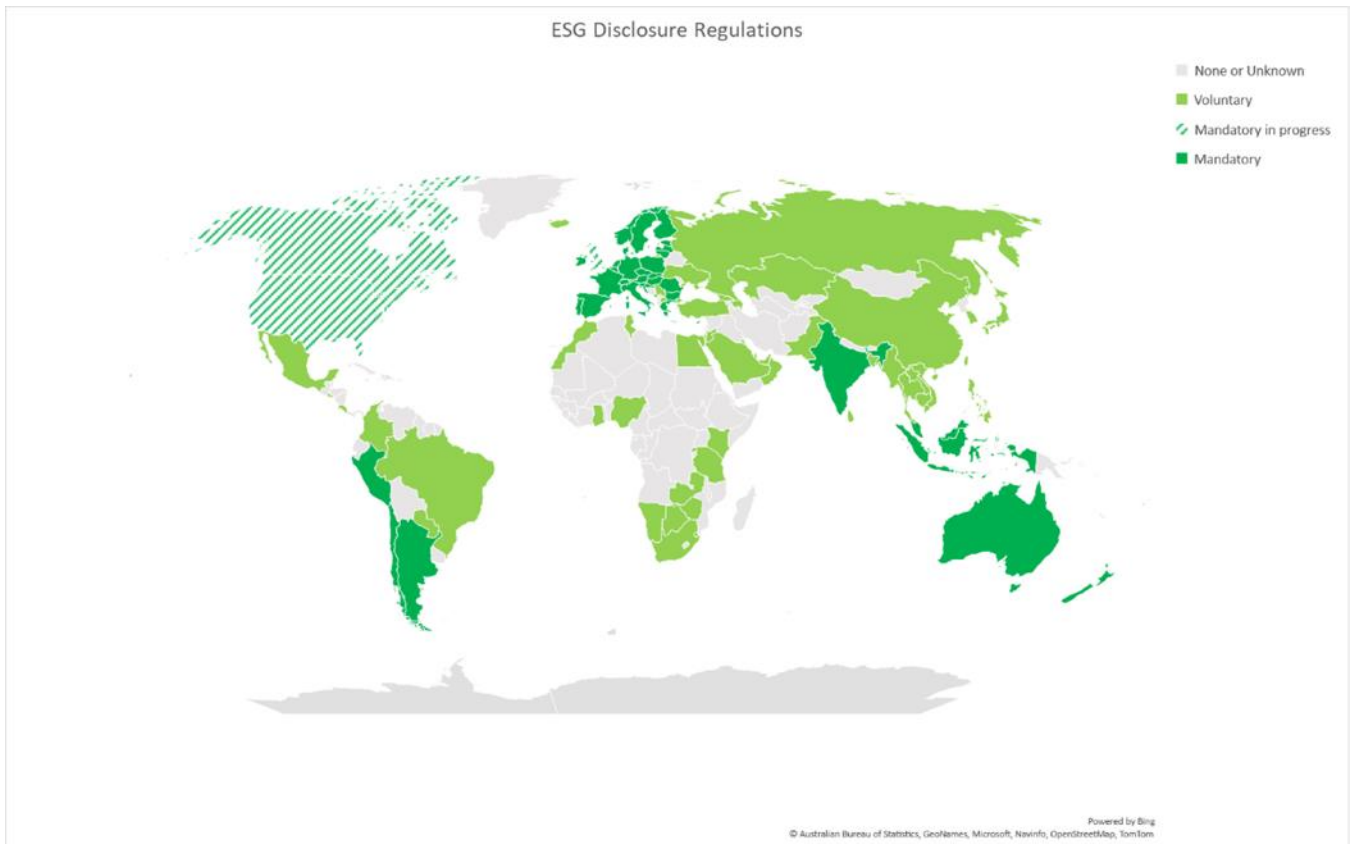 ESG Disclosure Regulations
None or Unknown
Voluntary
Mandatory in progress
Mandatory
Powered by Bing
© Australian Bureau of Statistics, GeoNames, Microsoft, Navinfo, OpenStreetMap, TomTom